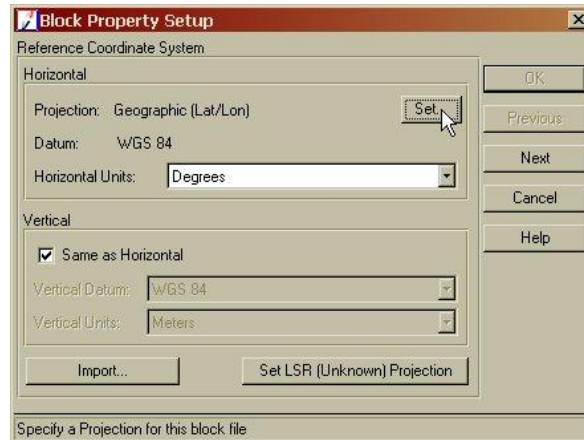 Block Property Setup
Reference Coordinate System
Horizontal
Projection: Geographic (Lat/Lon)
Set...
Datum: WGS 84
Horizontal Units: Degrees
Vertical
Same as Horizontal
Vertical Datum: WGS 84
Vertical Units: Meters
Import...
Set LSR (Unknown) Projection
OK
Previous
Next
Cancel
Help
Specify a Projection for this block file